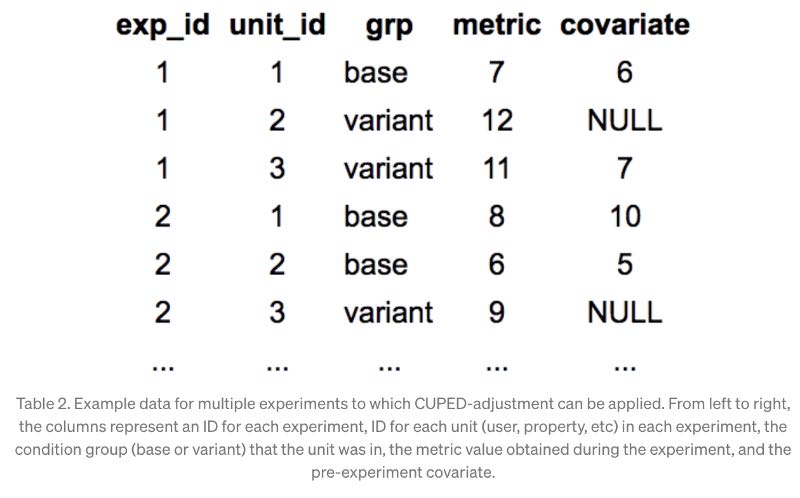 exp_id unit_id grp metric covariate
1 1 base 7 6
1 2 variant 12 NULL
1 3 variant 11 7
2 1 base 8 10
2 2 base 6 5
2 3 variant 9 NULL
... ... ... ... ...
Table 2. Example data for multiple experiments to which CUPED-adjustment can be applied. From left to right,
the columns represent an ID for each experiment, ID for each unit (user, property, etc) in each experiment, the
condition group (base or variant) that the unit was in, the metric value obtained during the experiment, and the
pre-experiment covariate.